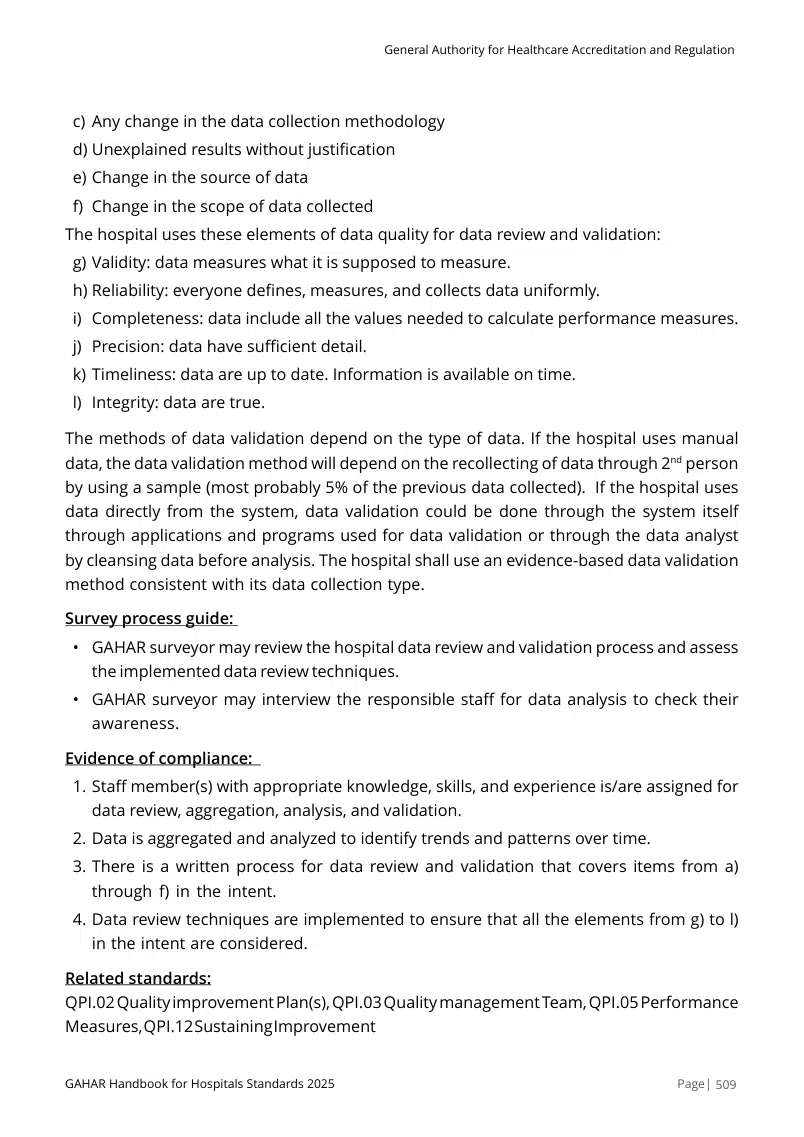 General Authority for Healthcare Accreditation and Regulation
c) Any change in the data collection methodology
d) Unexplained results without justification
e) Change in the source of data
f) Change in the scope of data collected
The hospital uses these elements of data quality for data review and validation:
g) Validity: data measures what it is supposed to measure.
h) Reliability: everyone defines, measures, and collects data uniformly.
i) Completeness: data include all the values needed to calculate performance measures.
j) Precision: data have sufficient detail.
k) Timeliness: data are up to date. Information is available on time.
l) Integrity: data are true.
The methods of data validation depend on the type of data. If the hospital uses manual
data, the data validation method will depend on the recollecting of data through 2nd person
by using a sample (most probably 5% of the previous data collected).  If the hospital uses
data directly from the system, data validation could be done through the system itself
through applications and programs used for data validation or through the data analyst
by cleansing data before analysis. The hospital shall use an evidence-based data validation
method consistent with its data collection type.
Survey process guide:
• GAHAR surveyor may review the hospital data review and validation process and assess
the implemented data review techniques.
• GAHAR surveyor may interview the responsible staff for data analysis to check their
awareness.
Evidence of compliance:
1. Staff member(s) with appropriate knowledge, skills, and experience is/are assigned for
data review, aggregation, analysis, and validation.
2. Data is aggregated and analyzed to identify trends and patterns over time.
3. There is a written process for data review and validation that covers items from a)
through f) in the intent.
4. Data review techniques are implemented to ensure that all the elements from g) to l)
in the intent are considered.
Related standards:
QPI.02 Quality improvement Plan(s), QPI.03 Quality management Team, QPI.05 Performance
Measures, QPI.12 Sustaining Improvement
GAHAR Handbook for Hospitals Standards 2025
Page| 509